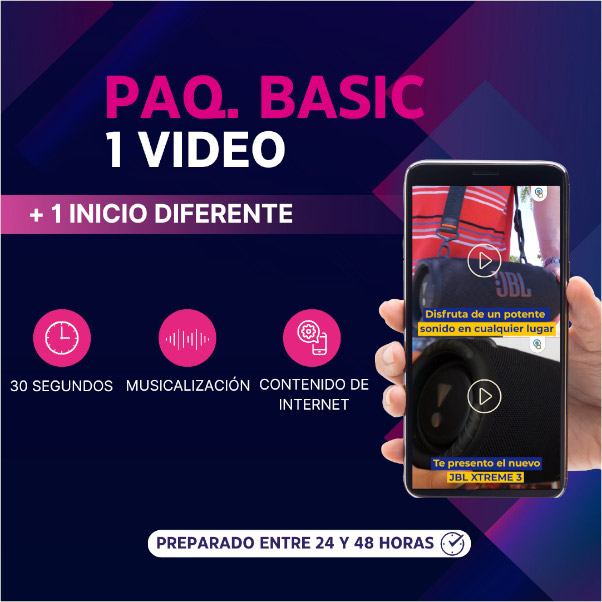 PAQ. BASIC
1 VIDEO
+ 1 INICIO DIFERENTE
30 SEGUNDOS
MUSICALIZACIÓN
CONTENIDO DE
INTERNET
JBL
Disfruta de un potente
sonido en cualquier lugar
Te presento el nuevo
JBL XTREME 3
PREPARADO ENTRE 24 Y 48 HORAS